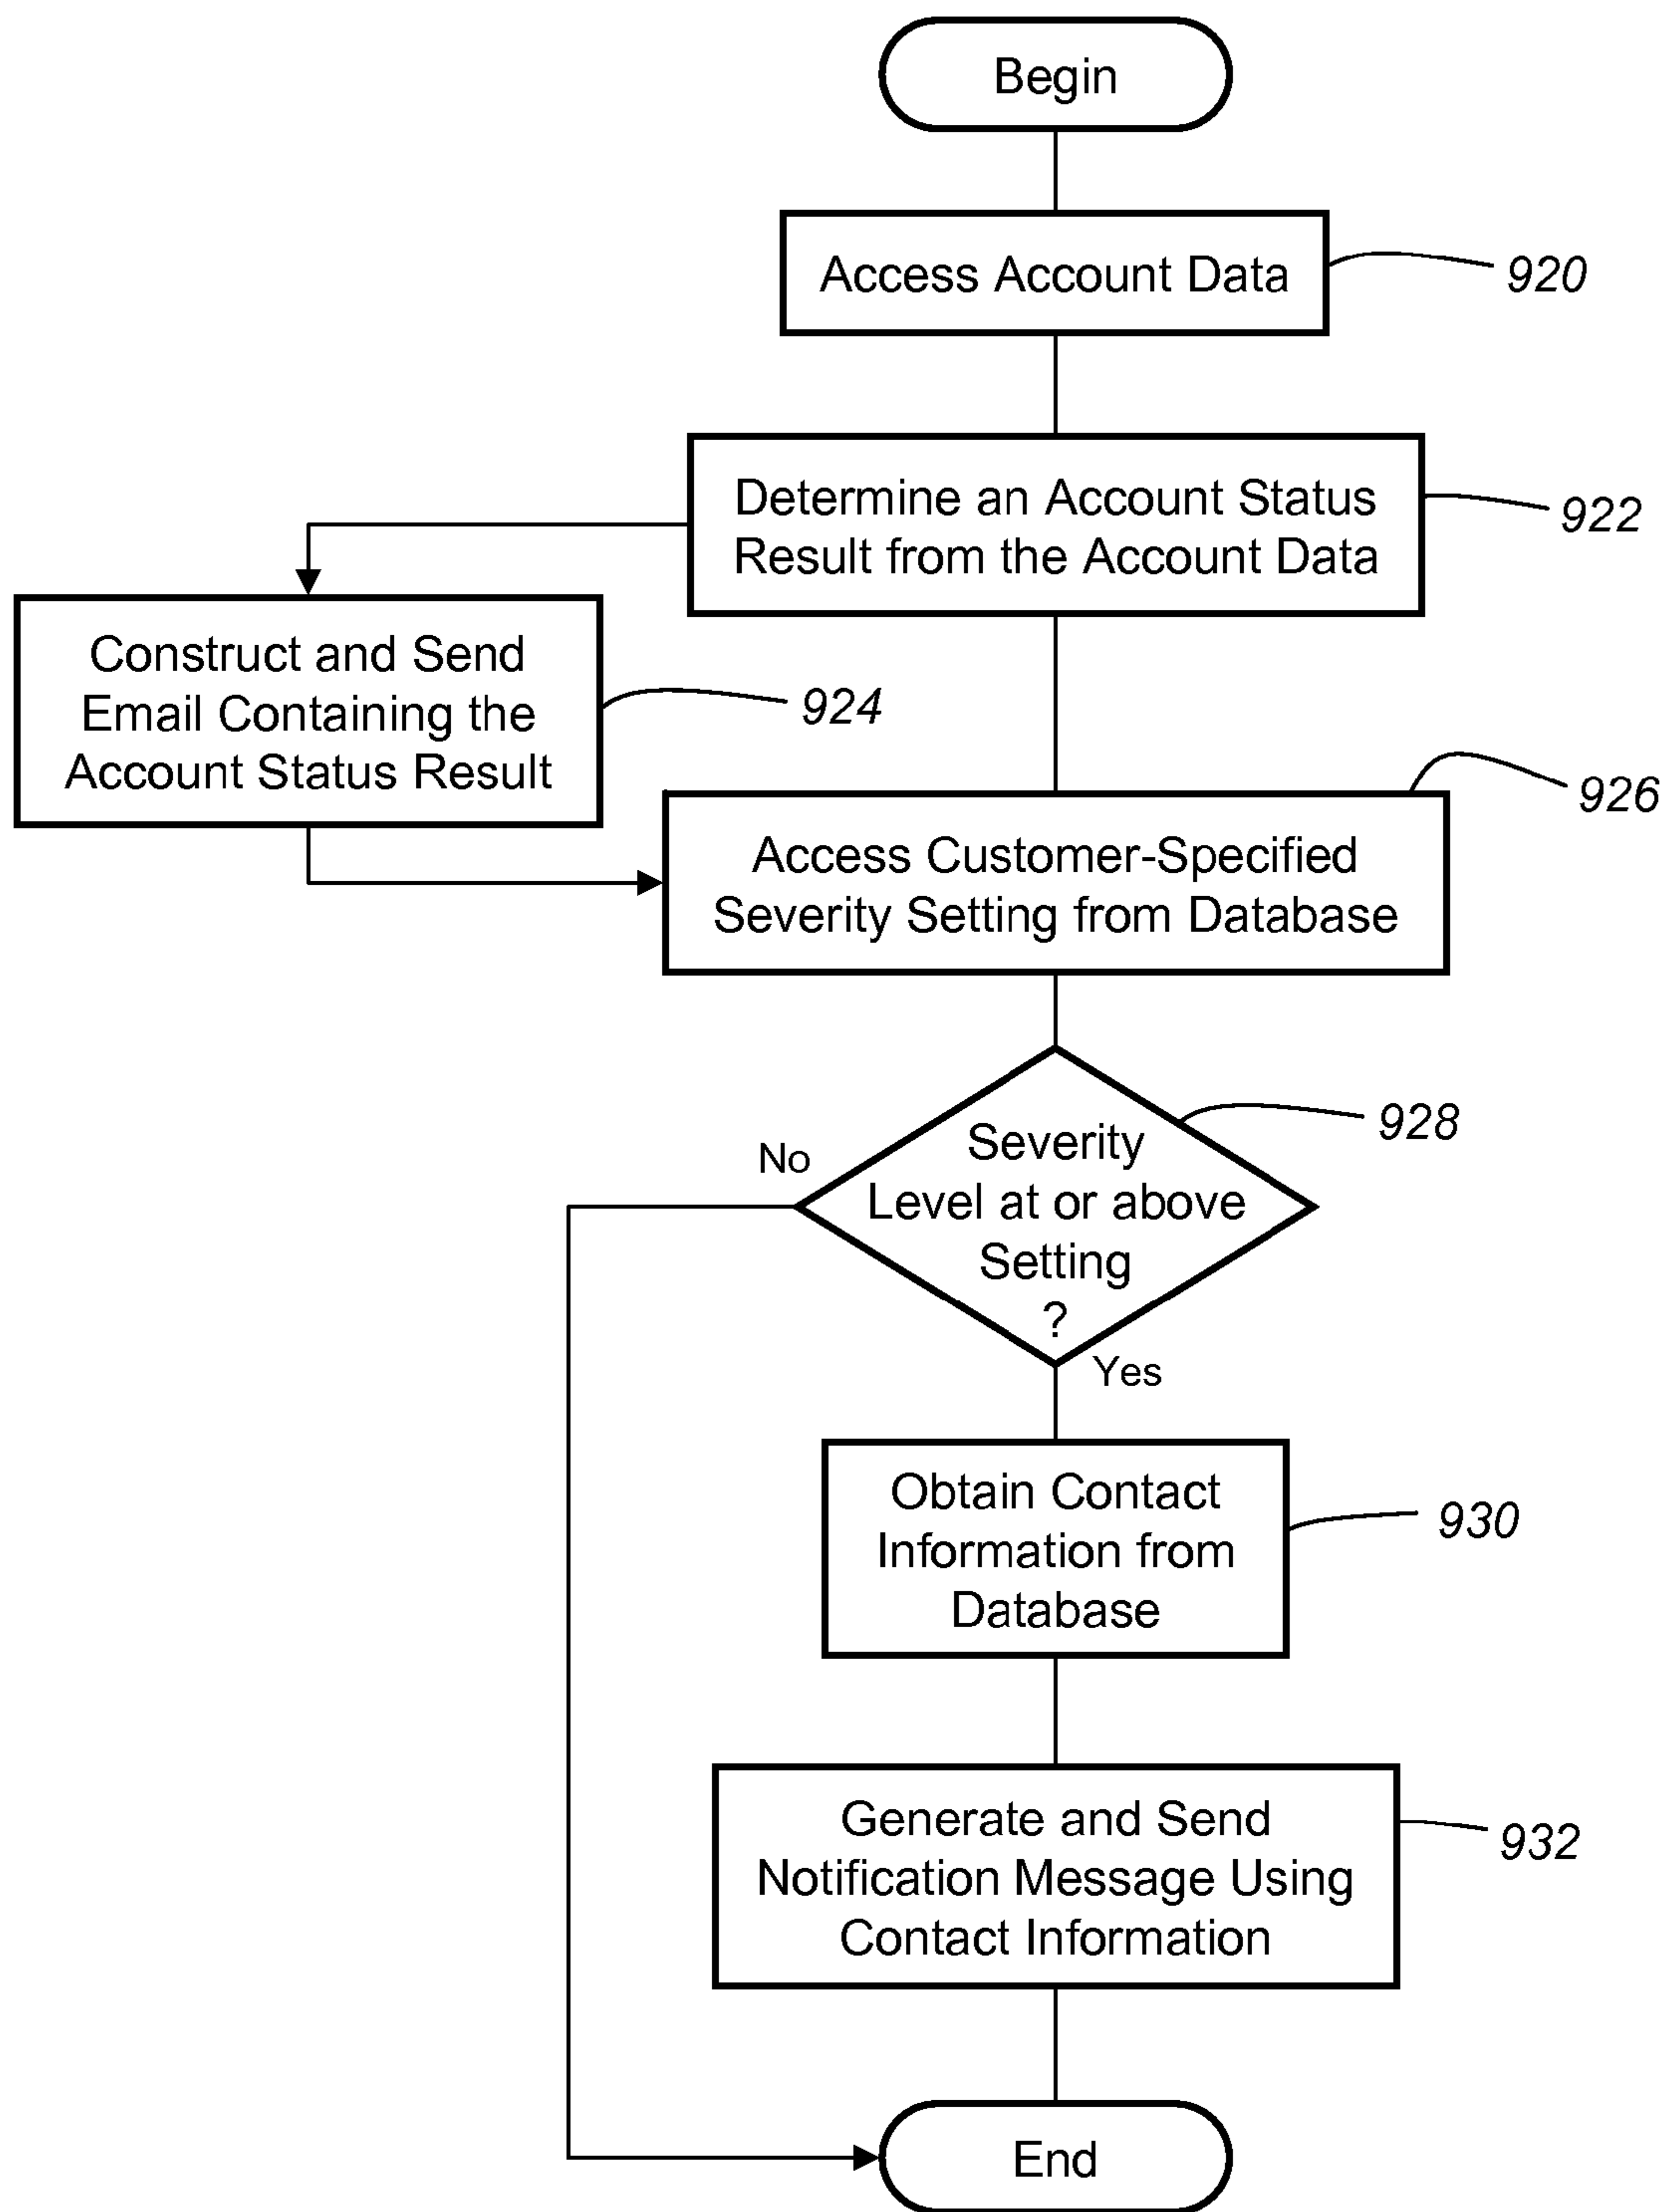 Begin
Access Account Data
920
Determine an Account Status
Result from the Account Data
922
Construct and Send
Email Containing the
Account Status Result
924
926
Access Customer-Specified
Severity Setting from Database
928
No
Severity
Level at or above
Setting
?
Yes
Obtain Contact
Information from
Database
930
Generate and Send
Notification Message Using
Contact Information
932
End